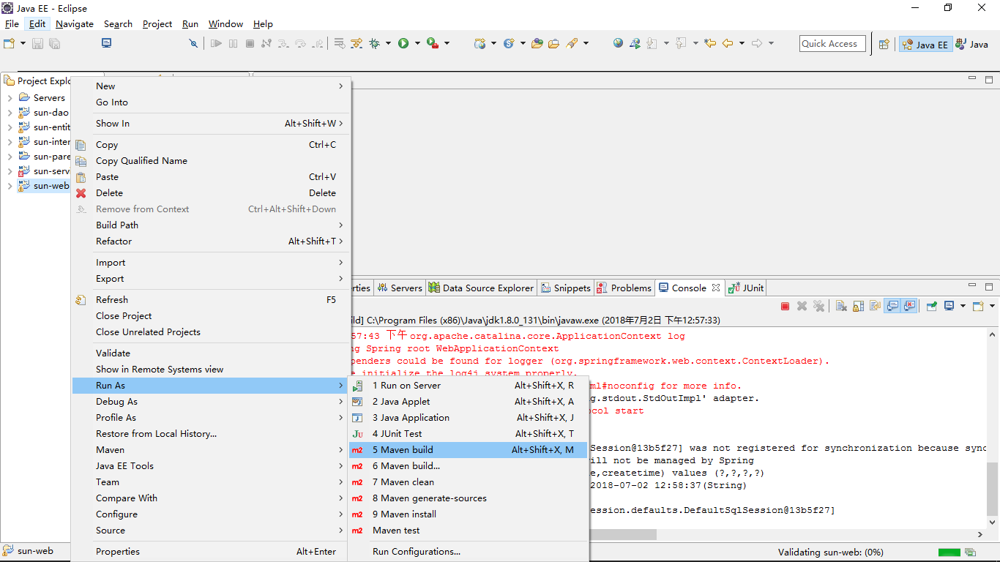 Java EE - Eclipse
File Edit Navigate Search Project Run Window Help
Quick Access Java EE Java
Project Explo
Servers
sun-dao
sun-entit
sun-inter
sun-pare
sun-serv
sun-web
New
Go Into
Show In Alt+Shift+W
Copy Ctrl+C
Copy Qualified Name
Paste Ctrl+V
Delete Delete
Remove from Context Ctrl+Alt+Shift+Down
Build Path
Refactor Alt+Shift+T
Import
Export
Refresh F5
Close Project
Close Unrelated Projects
Validate
Show in Remote Systems view
Run As
Debug As
Profile As
Restore from Local History...
Maven
Java EE Tools
Team
Compare With
Configure
Source
Properties Alt+Enter
1 Run on Server Alt+Shift+X, R
2 Java Applet Alt+Shift+X, A
3 Java Application Alt+Shift+X, J
4 JUnit Test Alt+Shift+X, T
5 Maven build Alt+Shift+X, M
6 Maven build...
7 Maven clean
8 Maven generate-sources
9 Maven install
Maven test
Run Configurations...
rties Servers Data Source Explorer Snippets Problems Console JUnit
ild] C:\Program Files (x86)\Java\jdk1.8.0_131\bin\javaw.exe (2018年7月2日 下午12:57:33)
57:43 下午 org.apache.catalina.core.ApplicationContext log
ng Spring root WebApplicationContext
penders could be found for logger (org.springframework.web.context.ContextLoader).
e initialize the log4j system properly.
ml#noconfig for more info.
g.stdout.StdOutImpl' adapter.
ocol start
Session@13b5f27] was not registered for synchronization because sync
ill not be managed by Spring
e,createtime) values (?,?,?,?)
2018-07-02 12:58:37(String)
ession.defaults.DefaultSqlSession@13b5f27]
sun-web
Validating sun-web: (0%)